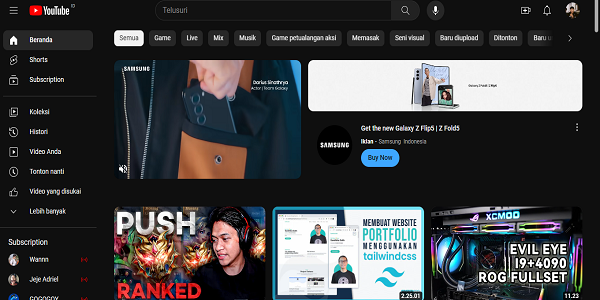 YouTube ID
Telusuri
Beranda
Shorts
Subscription
Koleksi
Histori
Video Anda
Tonton nanti
Video yang disukai
Lebih banyak
Subscription
Wannn
Jeje Adriel
GOGOGOY
Semua
Game
Live
Mix
Musik
Game petualangan aksi
Memasak
Seni visual
Baru diupload
Ditonton
Baru u
SAMSUNG
Darius Sinathrya
Actor | Team Galaxy
Galaxy Z Fold5 | Z Flip5
SAMSUNG
Get the new Galaxy Z Flip5 | Z Fold5
Iklan · Samsung Indonesia
Buy Now
PUSH
RANKED
MEMBUAT WEBSITE
PORTFOLIO
MENGGUNAKAN
tailwindcss
2.25.01
XCMOD
EVIL EYE
I9+4090
ROG FULLSET
11.23